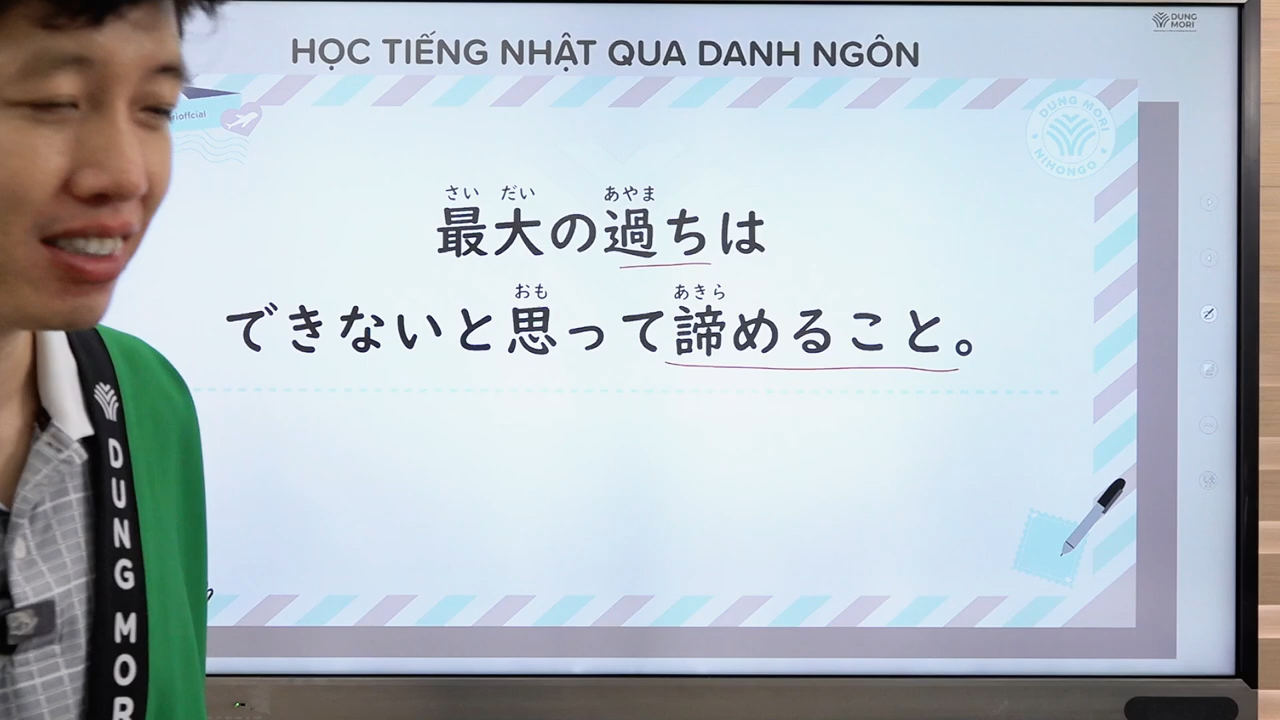 DUNG
MORI
HỌC TIẾNG NHẬT QUA DANH NGÔN
DUNG MORI
NIHONGO
さい だい あやま
最大の過ちは
おも あきら
できないと思って諦めること。
DUNG MOR